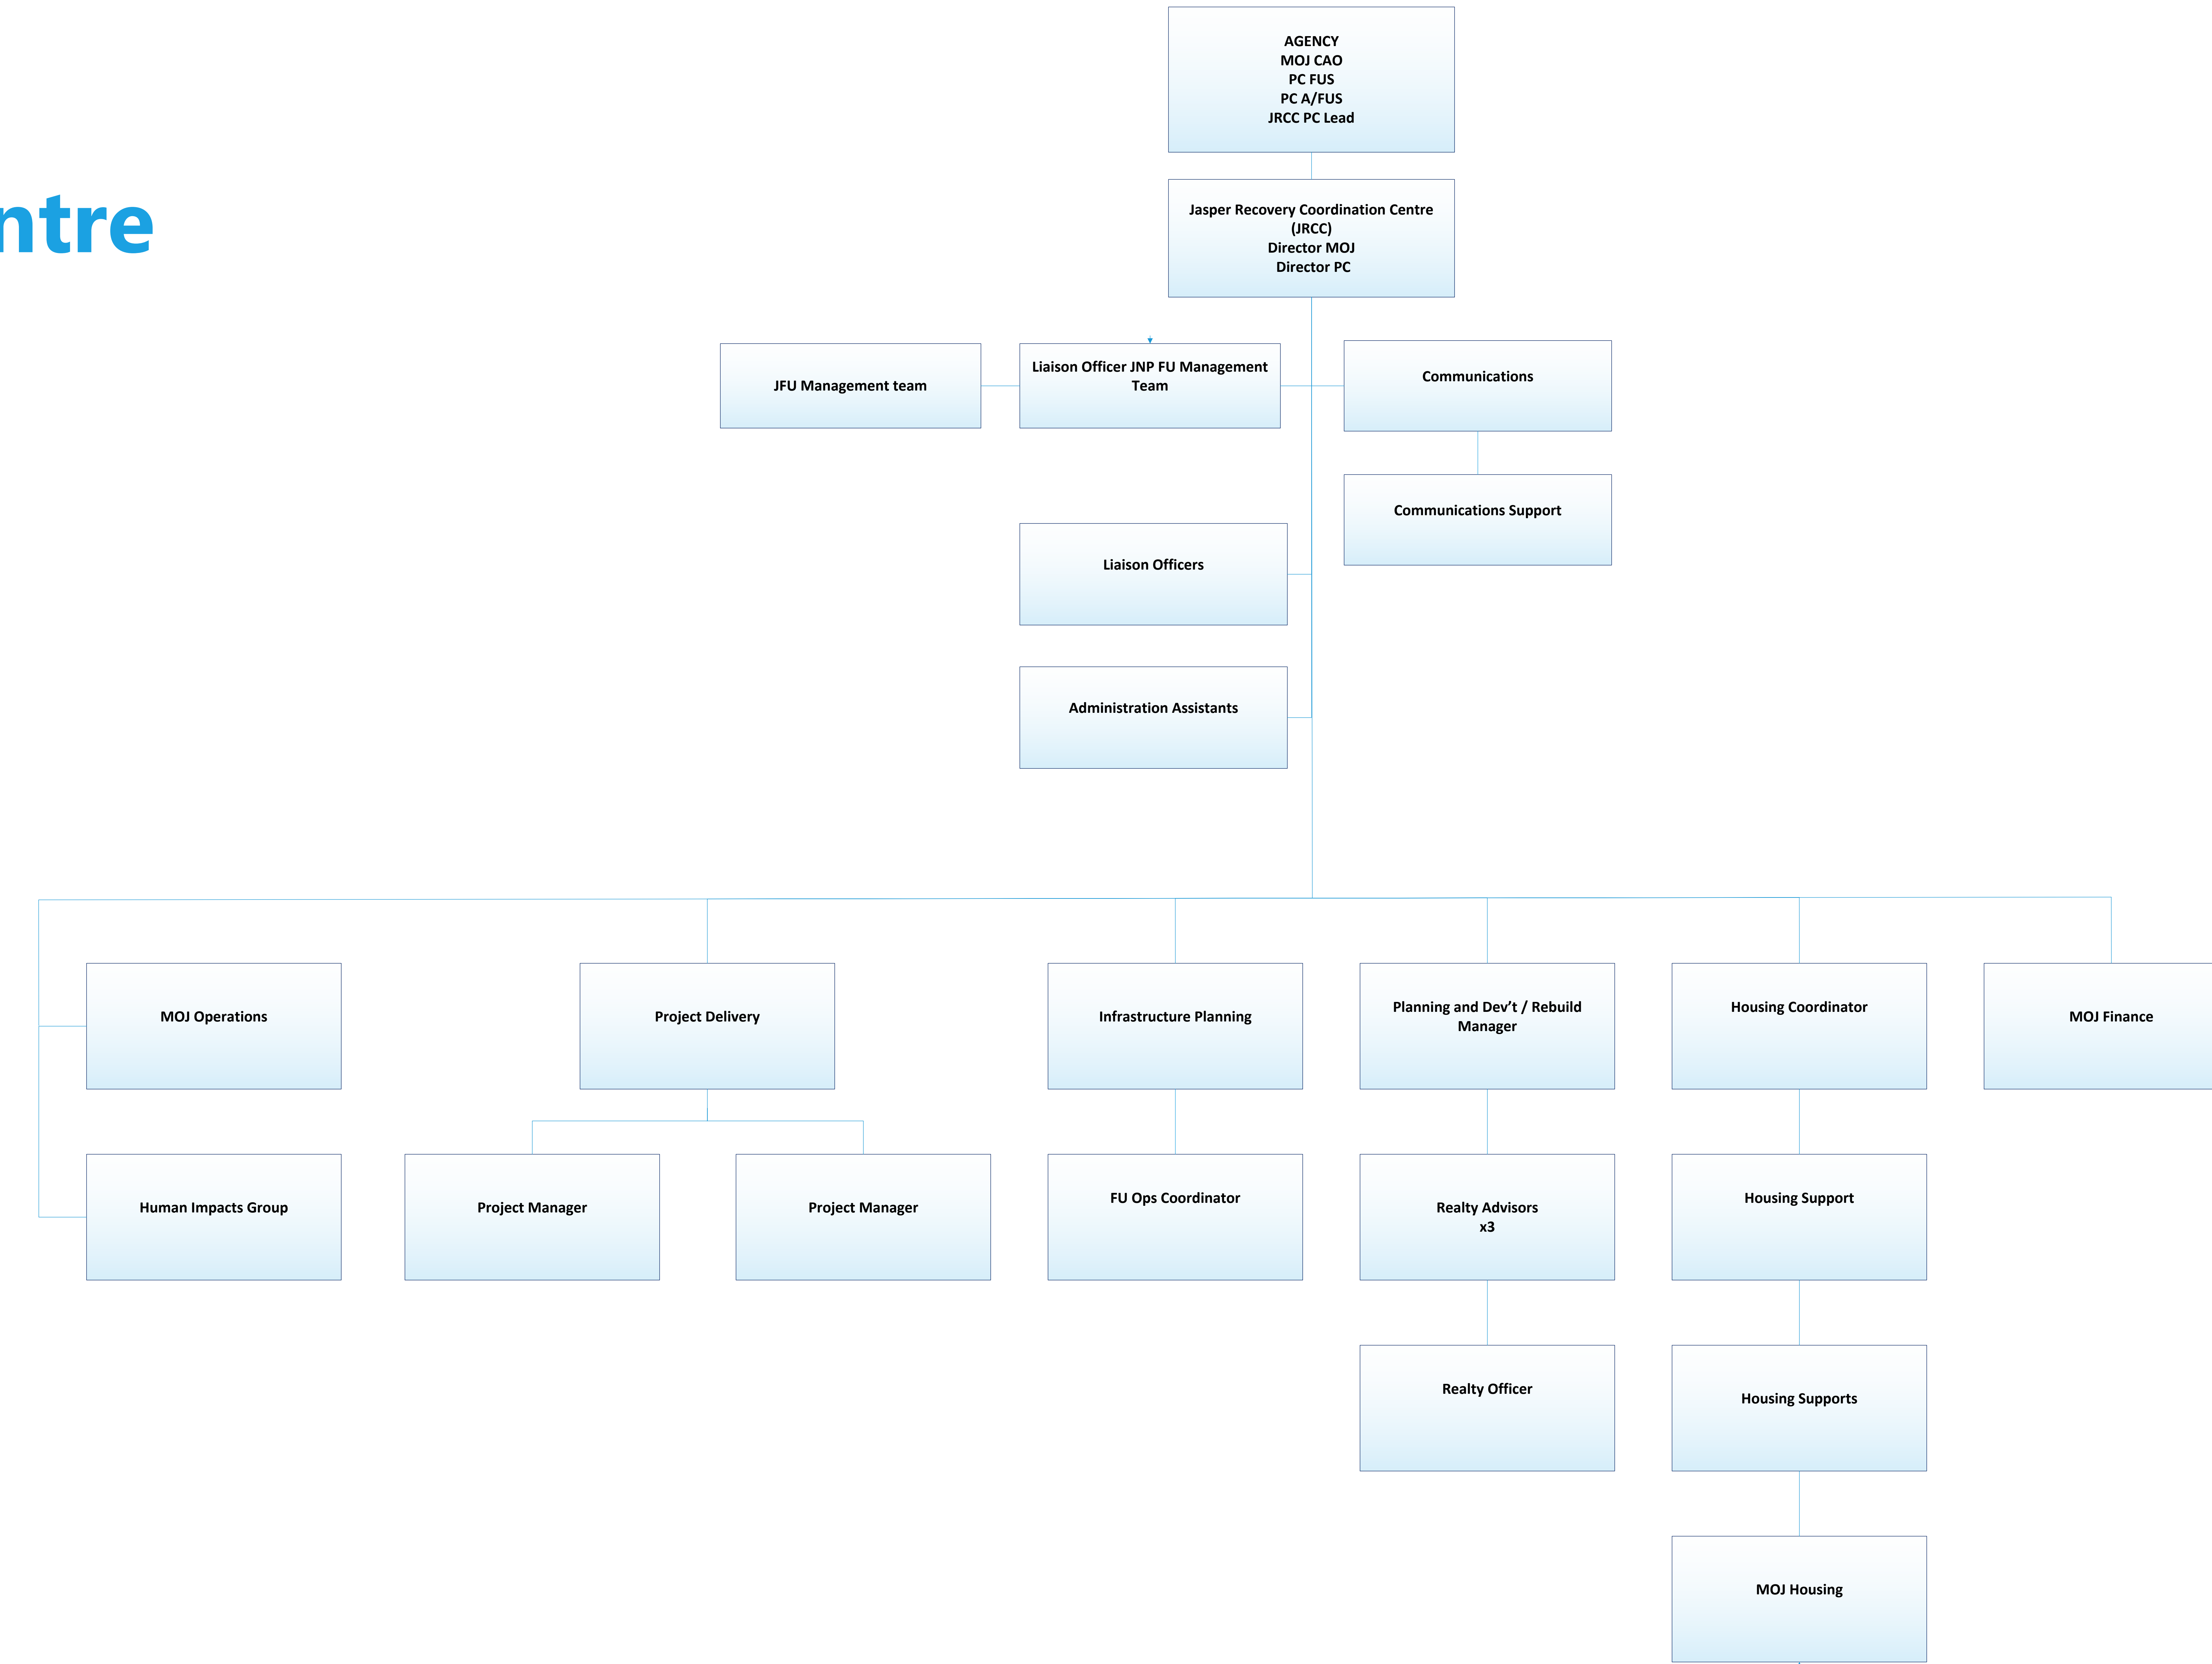 AGENCY
MOJ CAO
PC FUS
PC A/FUS
JRCC PC Lead
ntre
Jasper Recovery Coordination Centre
(JRCC)
Director MOJ
Director PC
JFU Management team
Liaison Officer JNP FU Management
Team
Communications
Communications Support
Liaison Officers
Administration Assistants
MOJ Operations
Project Delivery
Infrastructure Planning
Planning and Dev’t / Rebuild
Manager
Housing Coordinator
MOJ Finance
Human Impacts Group
Project Manager
Project Manager
FU Ops Coordinator
Realty Advisors
x3
Housing Support
Realty Officer
Housing Supports
MOJ Housing